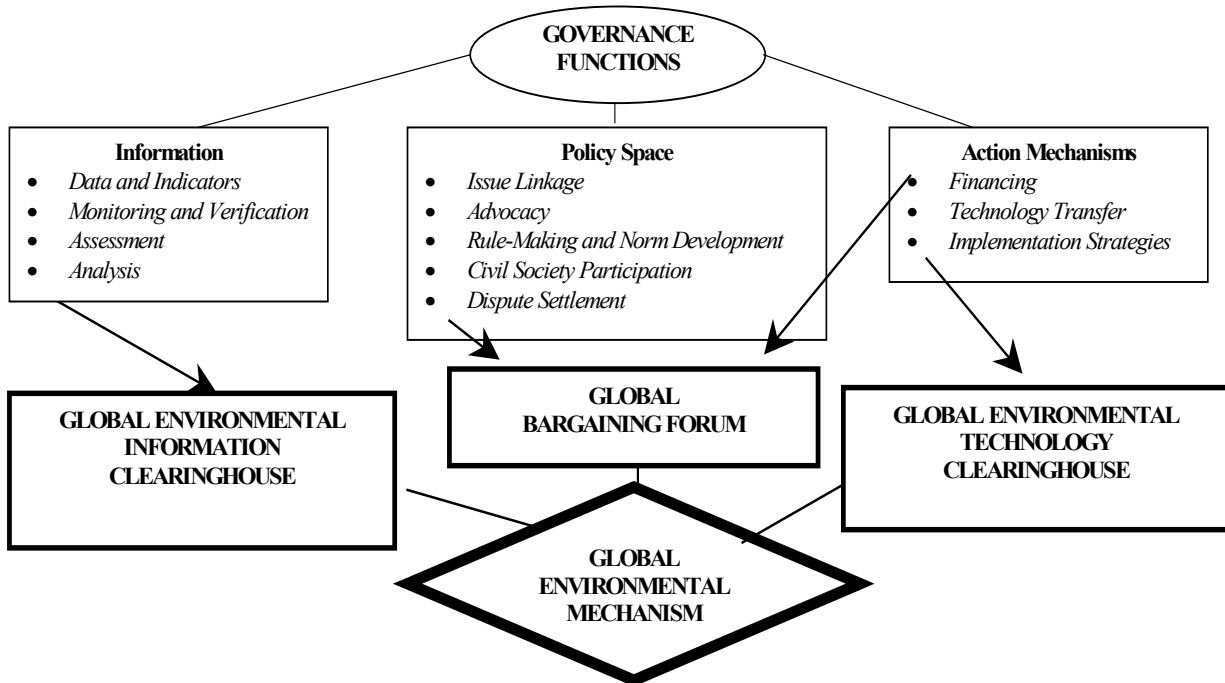 GOVERNANCE
FUNCTIONS
Information
• Data and Indicators
• Monitoring and Verification
• Assessment
• Analysis
Policy Space
• Issue Linkage
• Advocacy
• Rule-Making and Norm Development
• Civil Society Participation
• Dispute Settlement
Action Mechanisms
• Financing
• Technology Transfer
• Implementation Strategies
GLOBAL ENVIRONMENTAL
INFORMATION
CLEARINGHOUSE
GLOBAL
BARGAINING FORUM
GLOBAL ENVIRONMENTAL
TECHNOLOGY
CLEARINGHOUSE
GLOBAL
ENVIRONMENTAL
MECHANISM